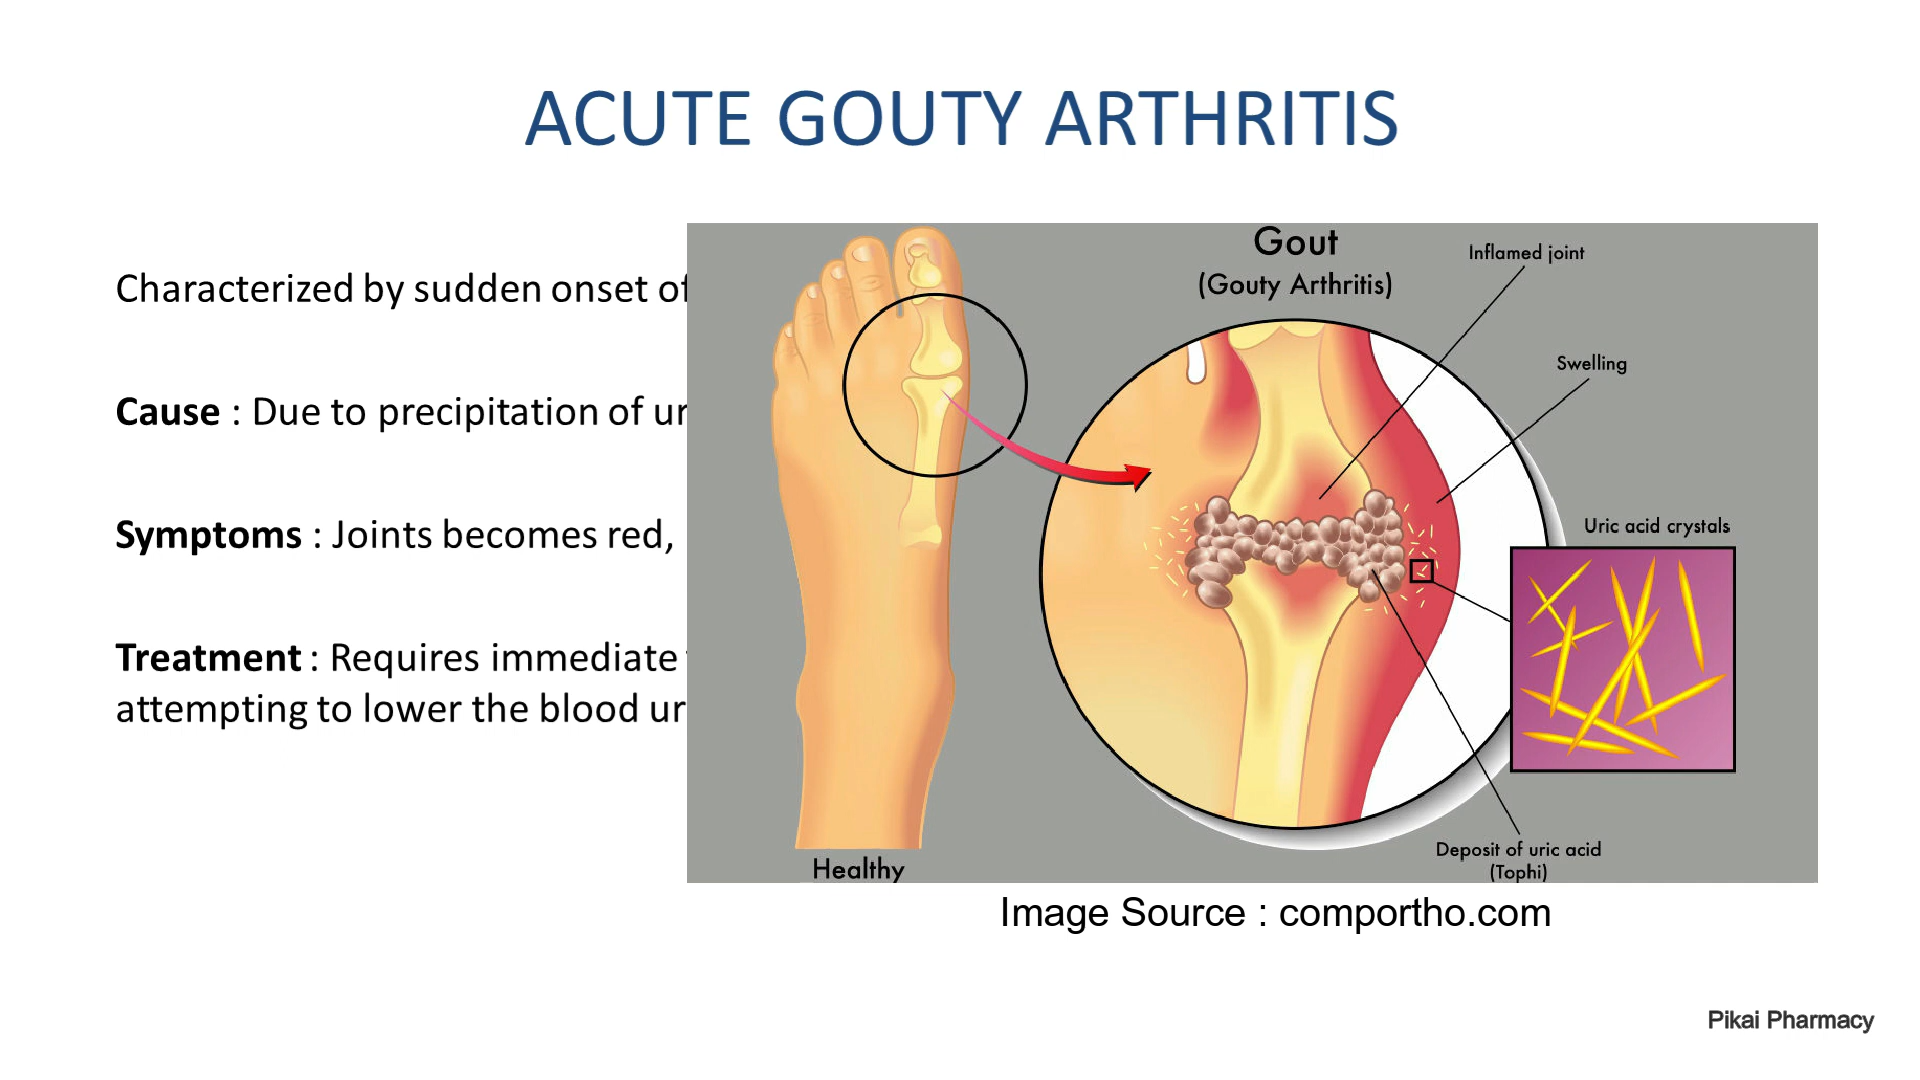 ACUTE GOUTY ARTHRITIS
Characterized by sudden onset of
Cause : Due to precipitation of
Symptoms : Joints becomes red,
Treatment : Requires immediate
attempting to lower the blood
Gout
(Gouty Arthritis)
Inflamed joint
Swelling
Uric acid crystals
Deposit of uric acid
(Tophi)
Healthy
Image Source : comportho.com
Pikai Pharmacy